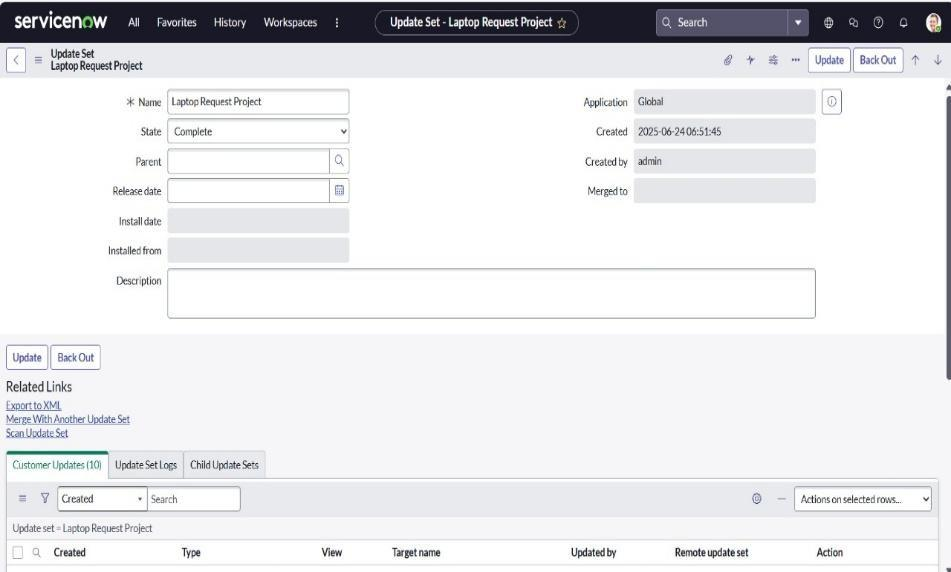 servicenow All Favorites History Workspaces Update Set - Laptop Request Project Search
Update Set
Laptop Request Project
Update Back Out
Name Laptop Request Project
Application Global
State Complete
Created 2025-06-24 06:51:45
Parent
Created by admin
Release date
Merged to
Install date
Installed from
Description
Update Back Out
Related Links
Export to XML
Merge With Another Update Set
Scan Update Set
Customer Updates (10) Update Set Logs Child Update Sets
Created Search Actions on selected rows...
Update set = Laptop Request Project
Created Type View Target name Updated by Remote update set Action